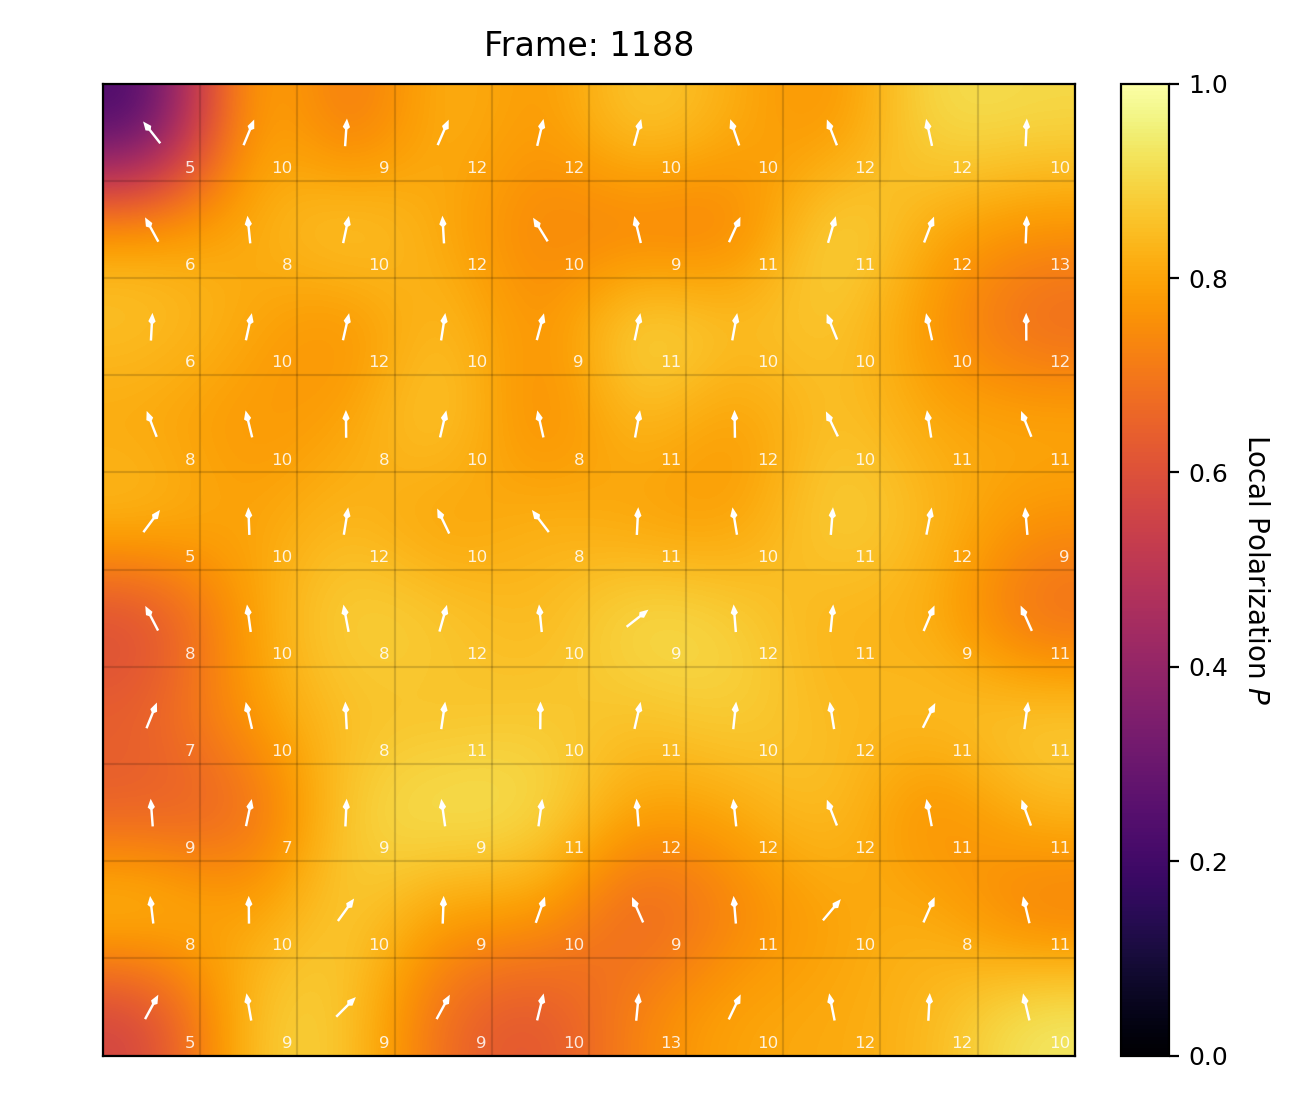 Frame: 1188
5 10 9 12 12 10 10 12 12 10
6 8 10 12 10 9 11 11 12 13
6 10 12 10 9 11 10 10 10 12
8 10 8 10 8 11 12 10 11 11
5 10 12 10 8 11 10 11 12 9
8 10 8 12 10 9 12 11 9 11
7 10 8 11 10 11 10 12 11 11
9 7 9 9 11 12 12 12 11 11
8 10 10 9 10 9 11 10 8 11
5 9 9 9 10 13 10 12 12 10
1.0
0.8
0.6
0.4
0.2
0.0
Local Polarization P